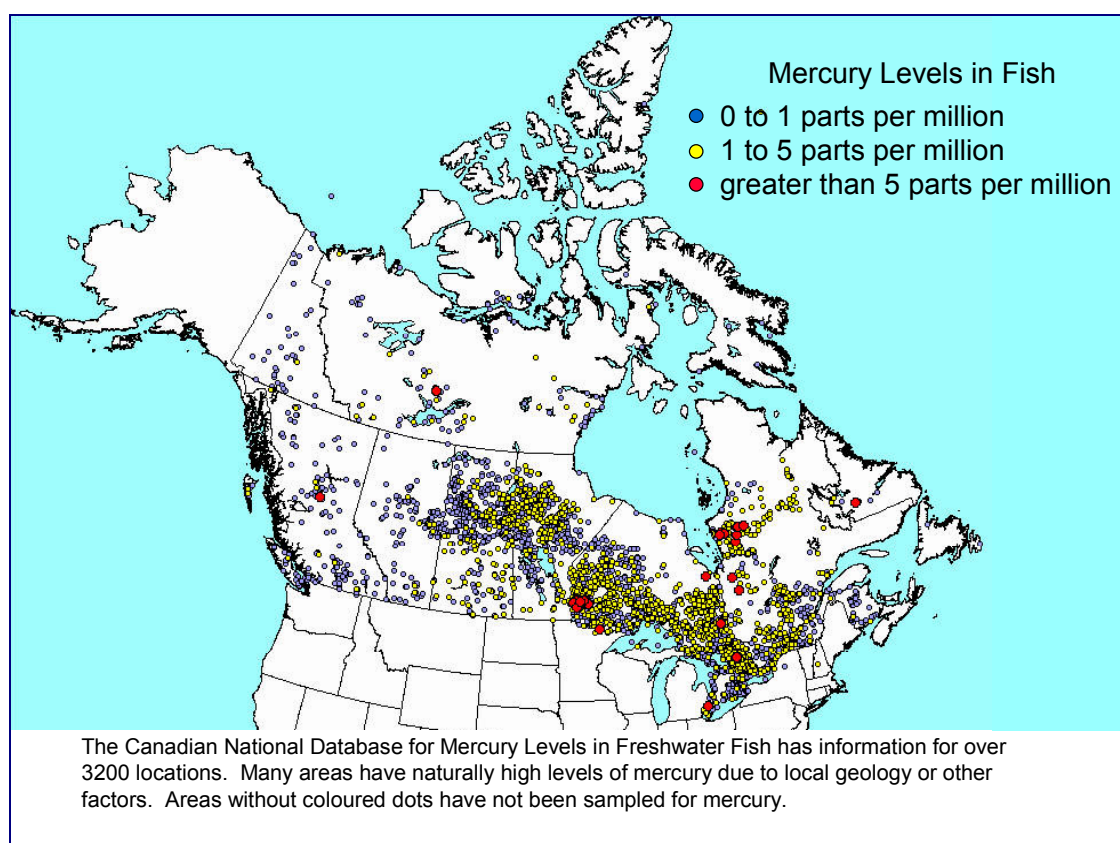 Mercury Levels in Fish
0 to 1 parts per million
1 to 5 parts per million
greater than 5 parts per million
The Canadian National Database for Mercury Levels in Freshwater Fish has information for over
3200 locations.  Many areas have naturally high levels of mercury due to local geology or other
factors.  Areas without coloured dots have not been sampled for mercury.